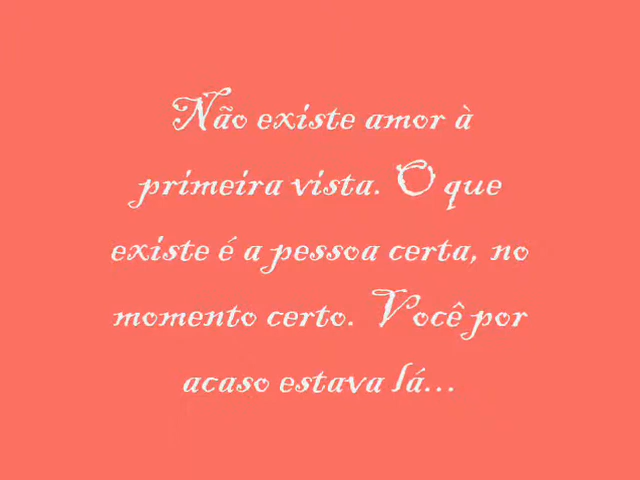 Não existe amor à
primeira vista. O que
existe é a pessoa certa, no
momento certo. Você por
acaso estava lá...